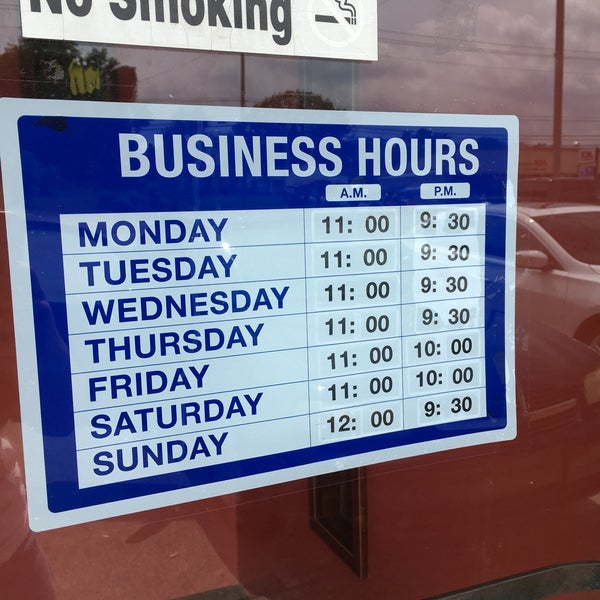 No Smoking
BUSINESS HOURS
A.M. P.M.
MONDAY 11: 00 9: 30
TUESDAY 11: 00 9: 30
WEDNESDAY 11: 00 9: 30
THURSDAY 11: 00 9: 30
FRIDAY 11: 00 10: 00
SATURDAY 11: 00 10: 00
SUNDAY 12: 00 9: 30